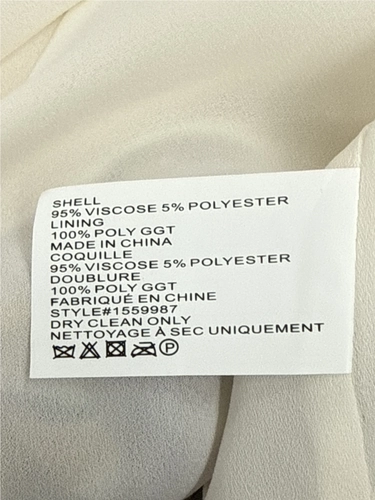 SHELL
95% VISCOSE 5% POLYESTER
LINING
100% POLY GGT
MADE IN CHINA
COQUILLE
95% VISCOSE 5% POLYESTER
DOUBLURE
100% POLY GGT
FABRIQUÉ EN CHINE
STYLE#1559987
DRY CLEAN ONLY
NETTOYAGE À SEC UNIQUEMENT
P